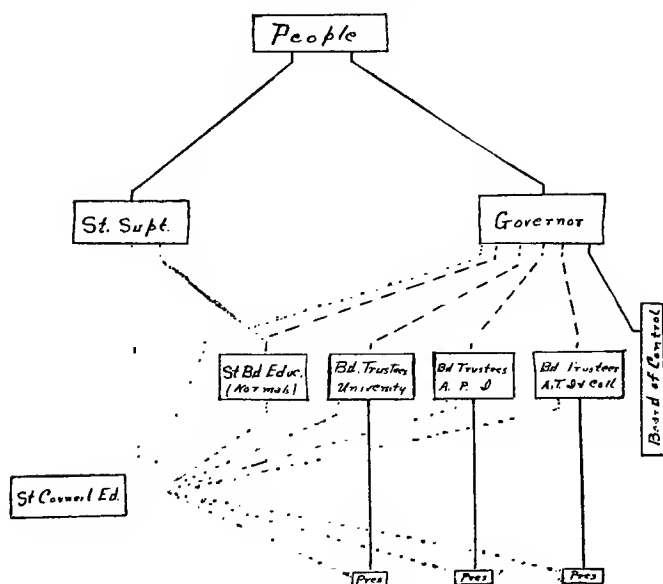 People
St. Supt.
Governor
St Bd Educ.
(Normal)
Bd. Trustees
University
Bd Trustees
A. P. I
Bd Trustees
A. T. I & Coll
Board of Control
St Council Ed.
Pres
Pres
Pres